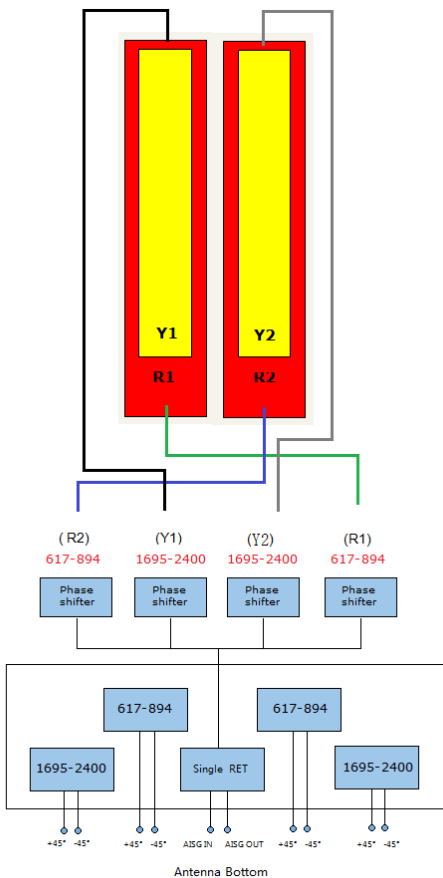 Y1
Y2
R1
R2
(R2)
(Y1)
(Y2)
(R1)
617-894
1695-2400
1695-2400
617-894
Phase
shifter
Phase
shifter
Phase
shifter
Phase
shifter
617-894
617-894
1695-2400
Single RET
1695-2400
+45°
-45°
+45°
-45°
AISG IN
AISG OUT
+45°
-45°
+45°
-45°
Antenna Bottom